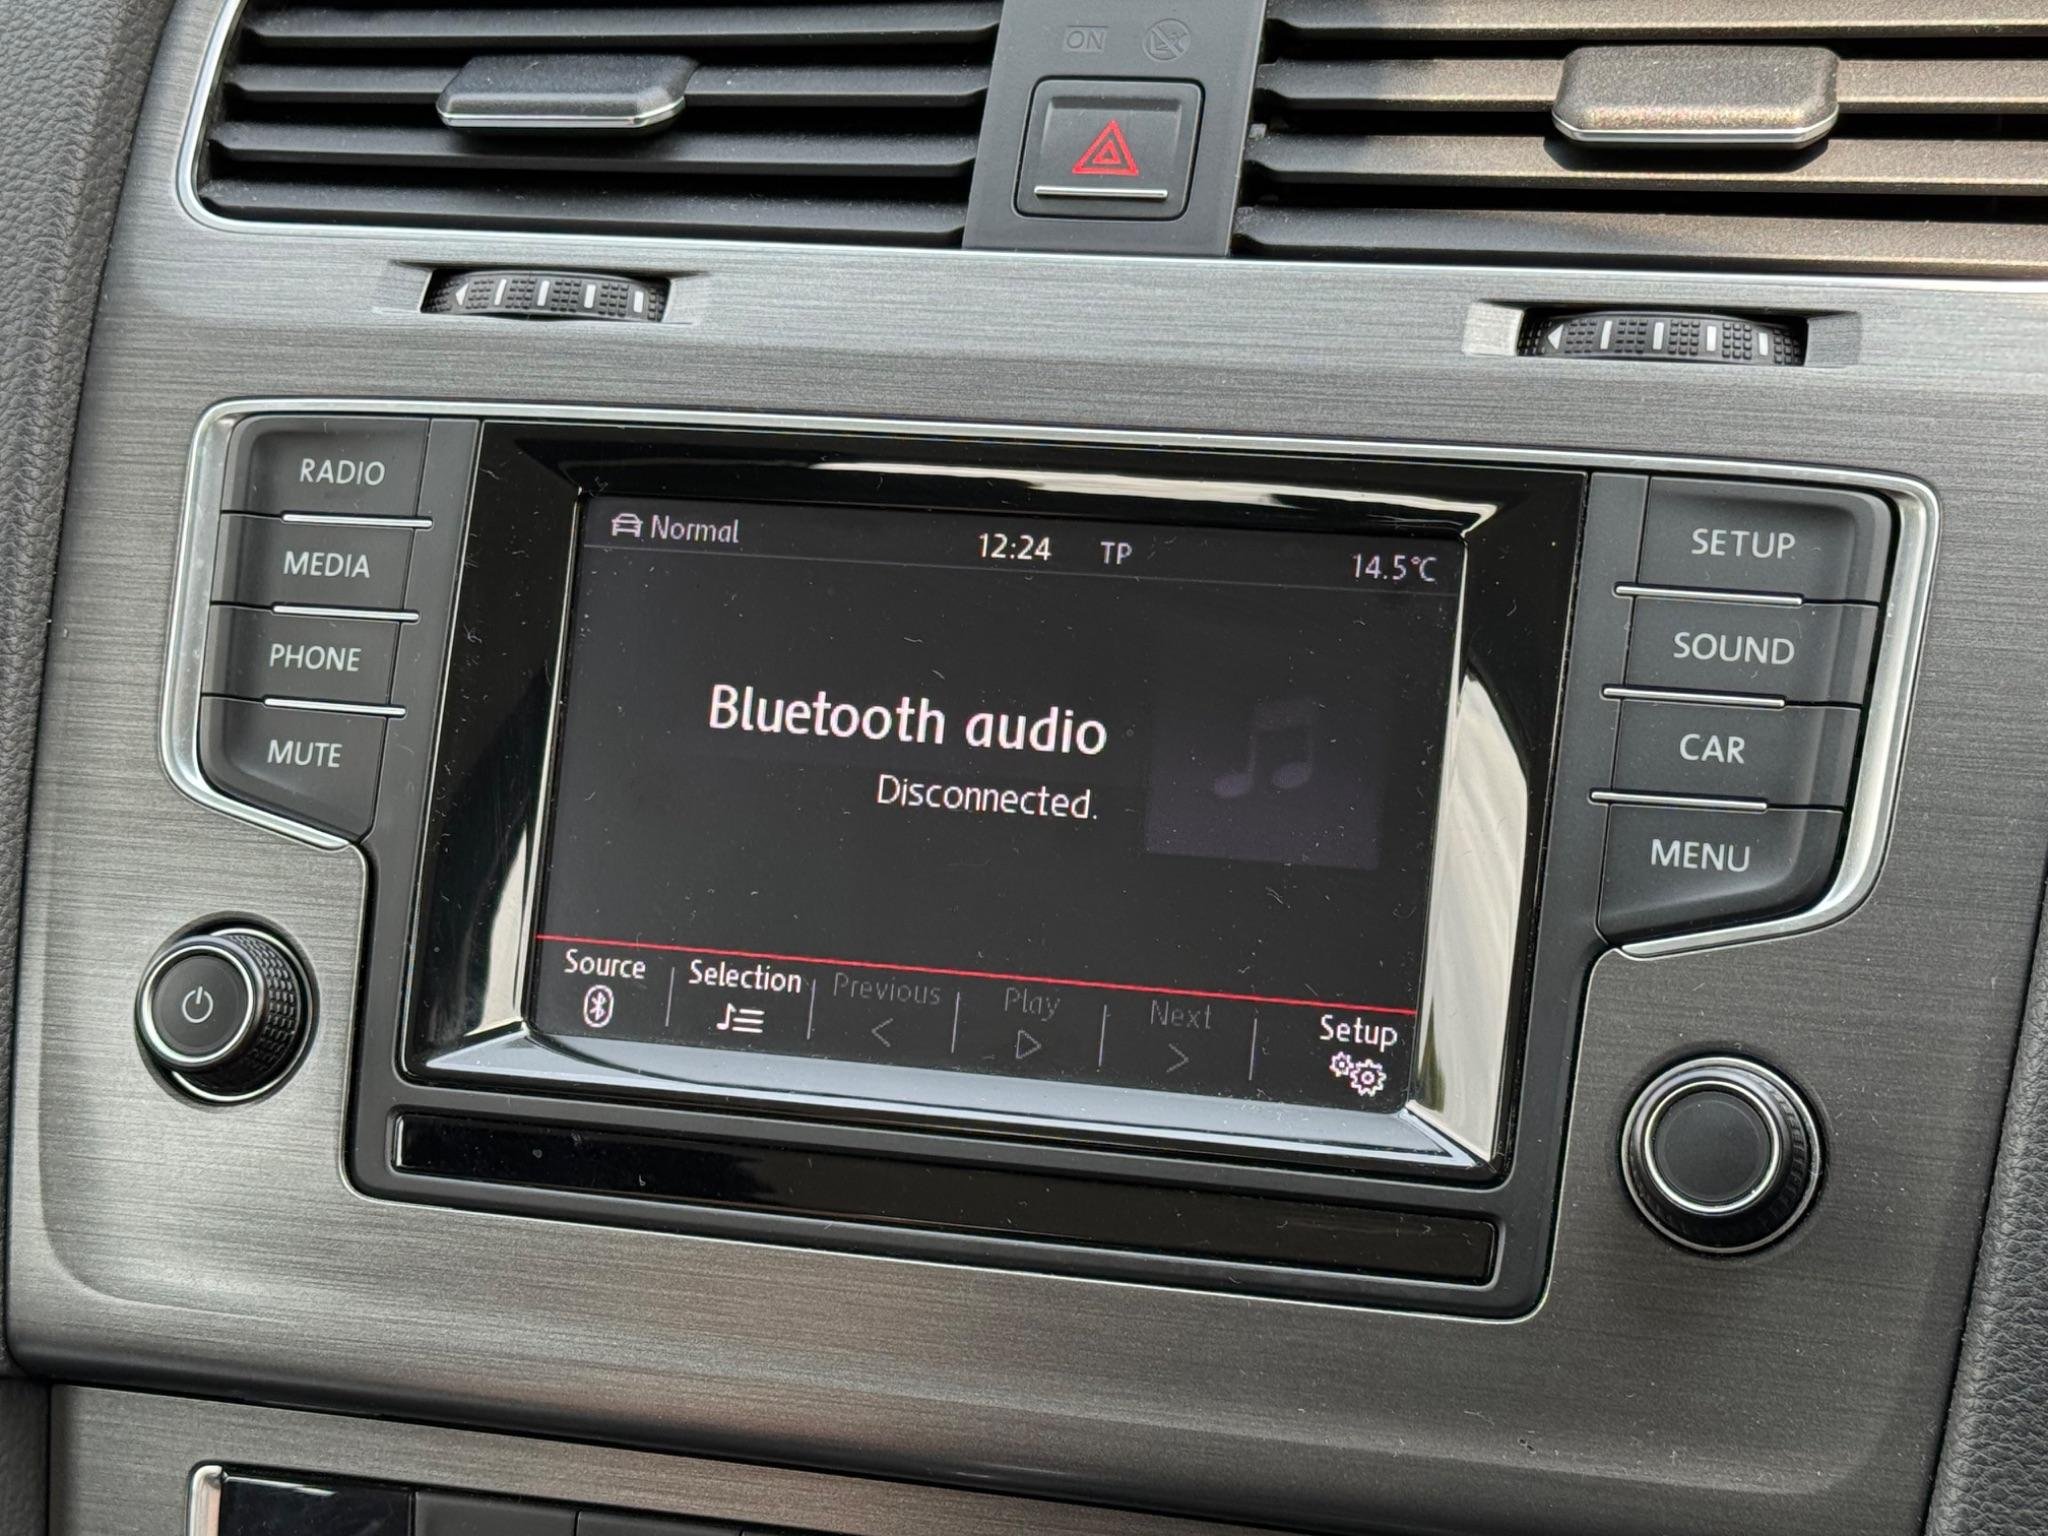 ON
RADIO
MEDIA
PHONE
MUTE
Normal
12:24
TP
14.5°C
Bluetooth audio
Disconnected.
Source
Selection
Previous
Play
Next
Setup
SETUP
SOUND
CAR
MENU